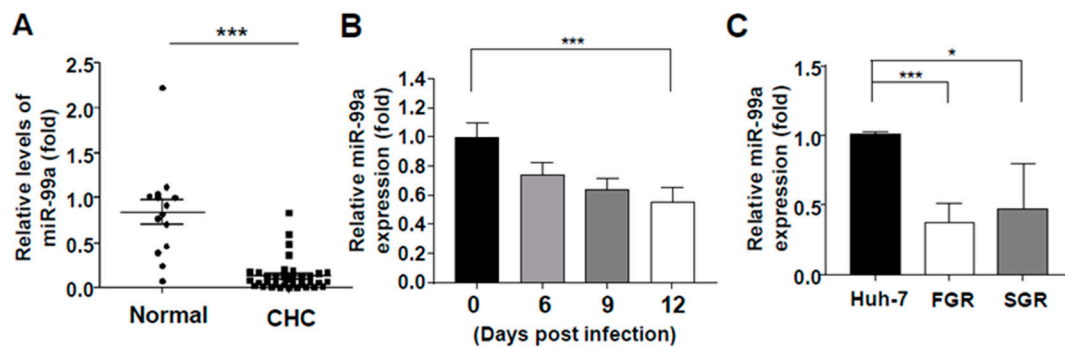 A
***
Relative levels of
miR-99a (fold)
2.5
2.0
1.5
1.0
0.5
0.0
Normal
CHC
B
***
Relative miR-99a
expression (fold)
1.4
1.2
1.0
0.8
0.6
0.4
0.2
0.0
0
6
9
12
(Days post infection)
C
*
***
Relative miR-99a
expression (fold)
1.5
1.0
0.5
0.0
Huh-7
FGR
SGR